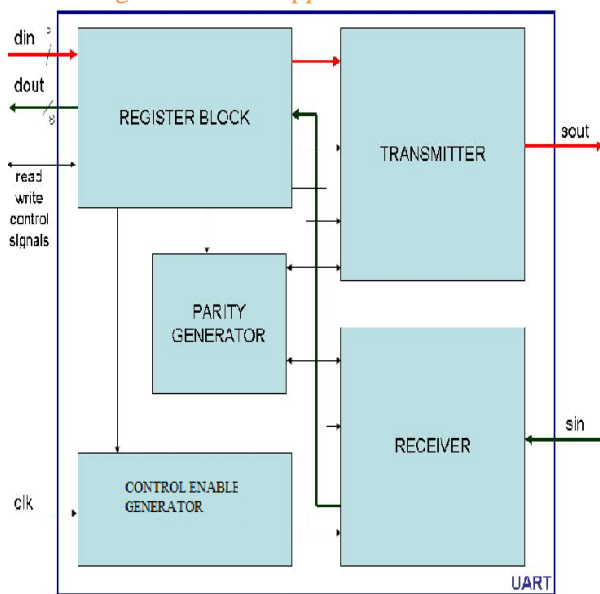 din
dout
8
read
write
control
signals
clk
REGISTER BLOCK
TRANSMITTER
sout
PARITY
GENERATOR
RECEIVER
sin
CONTROL ENABLE
GENERATOR
UART